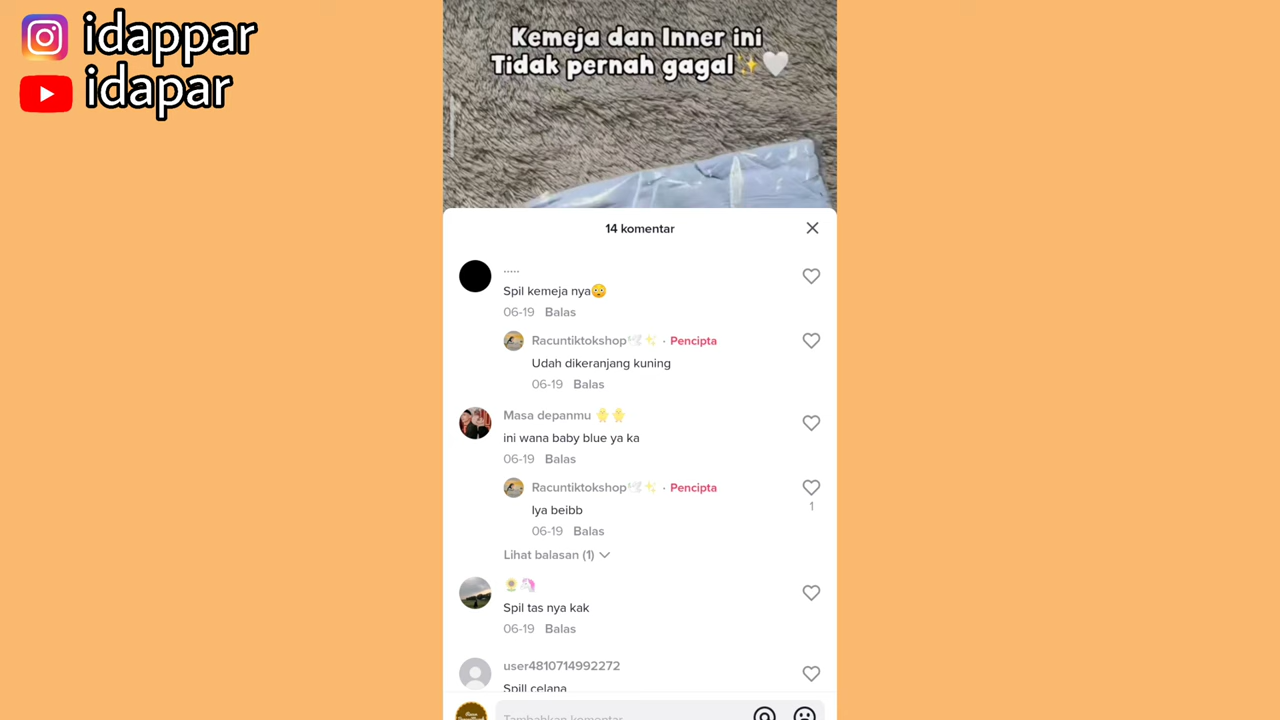 idappar
idapar
Kemeja dan Inner ini
Tidak pernah gagal✨🤍
14 komentar
.....
Spil kemeja nya😳
06-19 Balas
Racuntiktokshop🕊️✨ · Pencipta
Udah dikeranjang kuning
06-19 Balas
Masa depanmu 🐥🐥
ini wana baby blue ya ka
06-19 Balas
Racuntiktokshop🕊️✨ · Pencipta
Iya beibb
1
06-19 Balas
Lihat balasan (1)
🌻🦄
Spil tas nya kak
06-19 Balas
user4810714992272
Spill celana
Tambahkan komentar